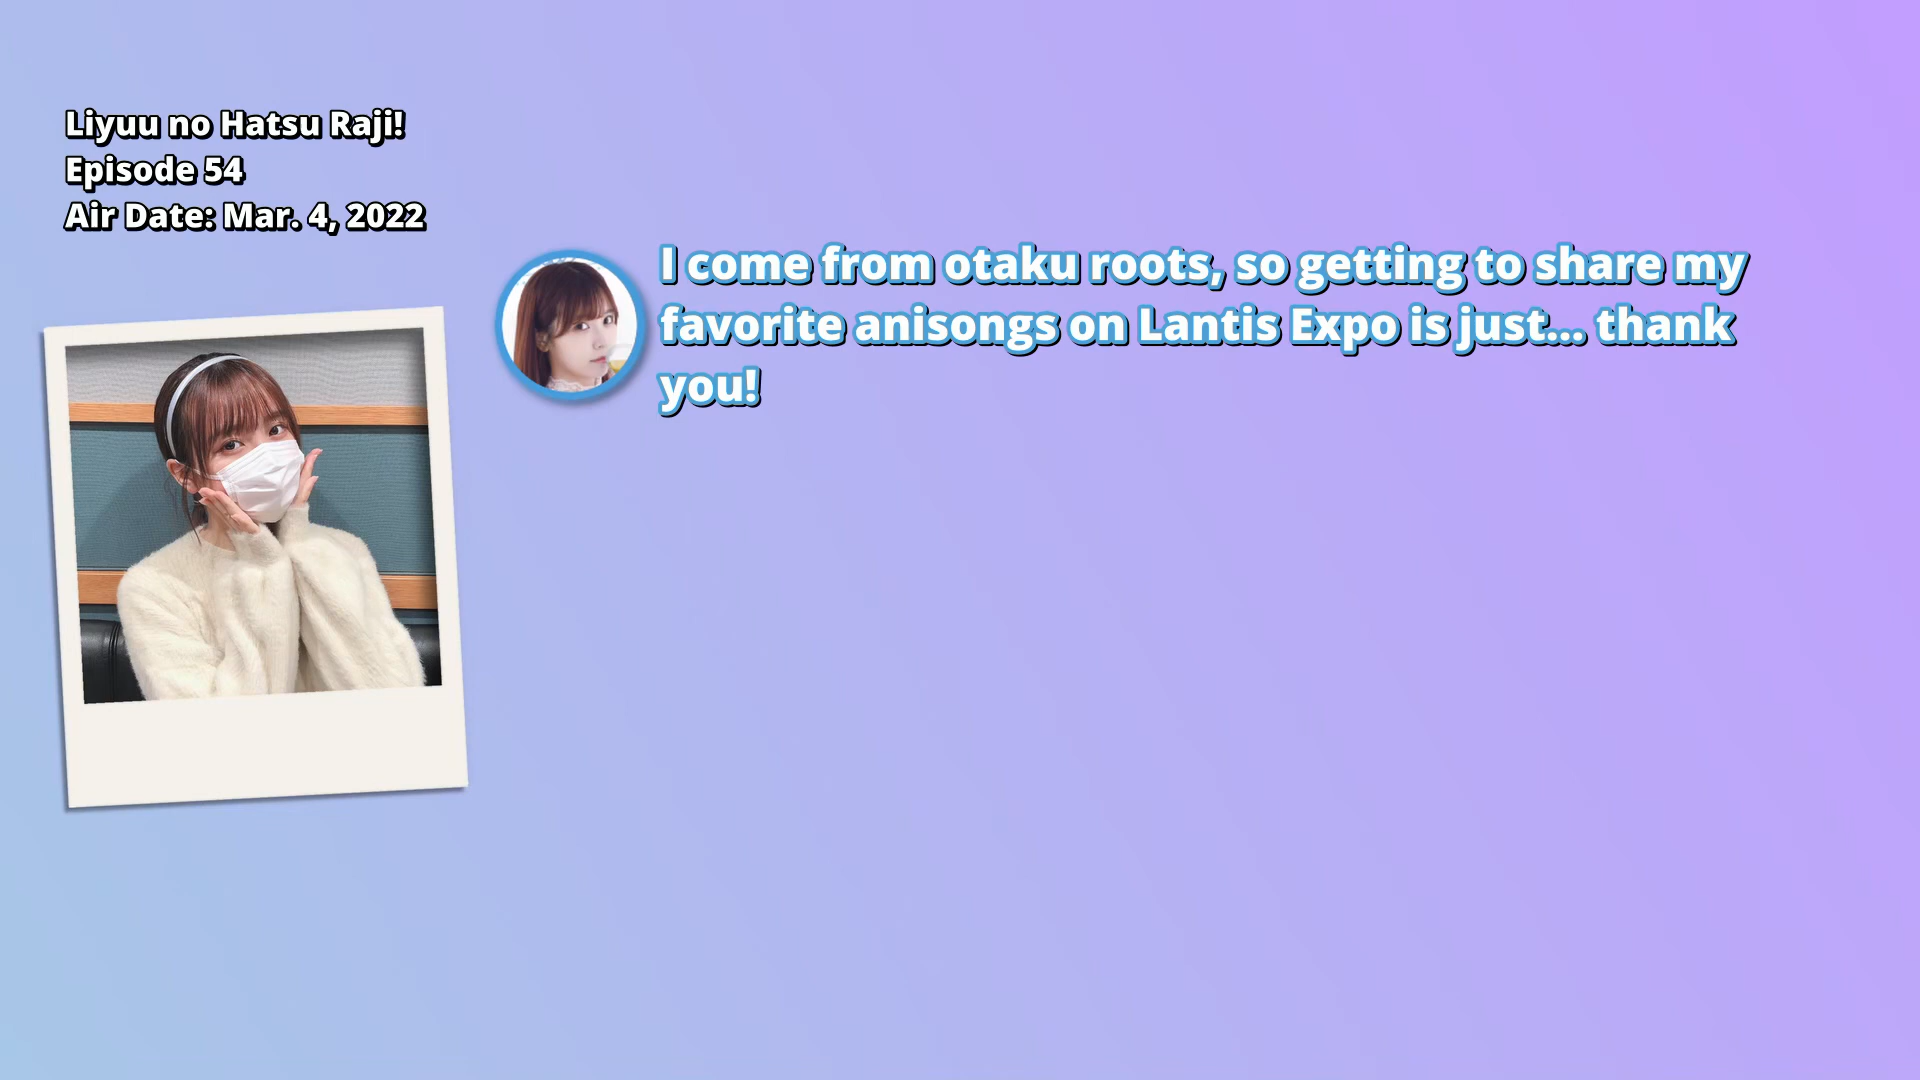 Liyuu no Hatsu Raji!
Episode 54
Air Date: Mar. 4, 2022
I come from otaku roots, so getting to share my
favorite anisongs on Lantis Expo is just... thank
you!